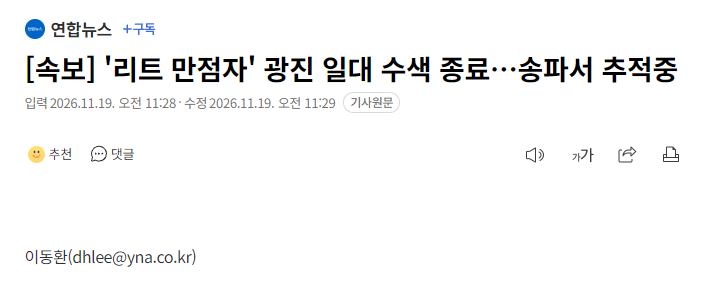 연합뉴스 +구독
[속보] '리트 만점자' 광진 일대 수색 종료…송파서 추적중
입력 2026.11.19. 오전 11:28 · 수정 2026.11.19. 오전 11:29 기사원문
추천 댓글 가가
이동환(dhlee@yna.co.kr)